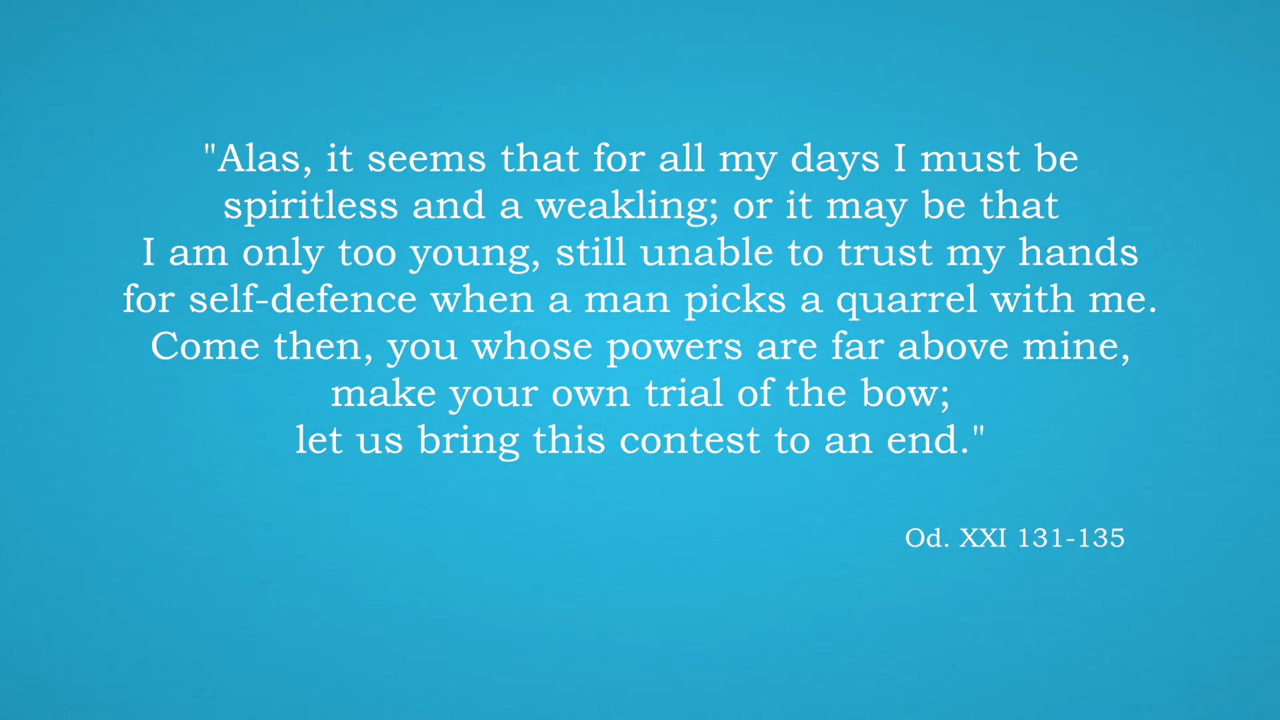 "Alas, it seems that for all my days I must be
spiritless and a weakling; or it may be that
I am only too young, still unable to trust my hands
for self-defence when a man picks a quarrel with me.
Come then, you whose powers are far above mine,
make your own trial of the bow;
let us bring this contest to an end."
Od. XXI 131-135